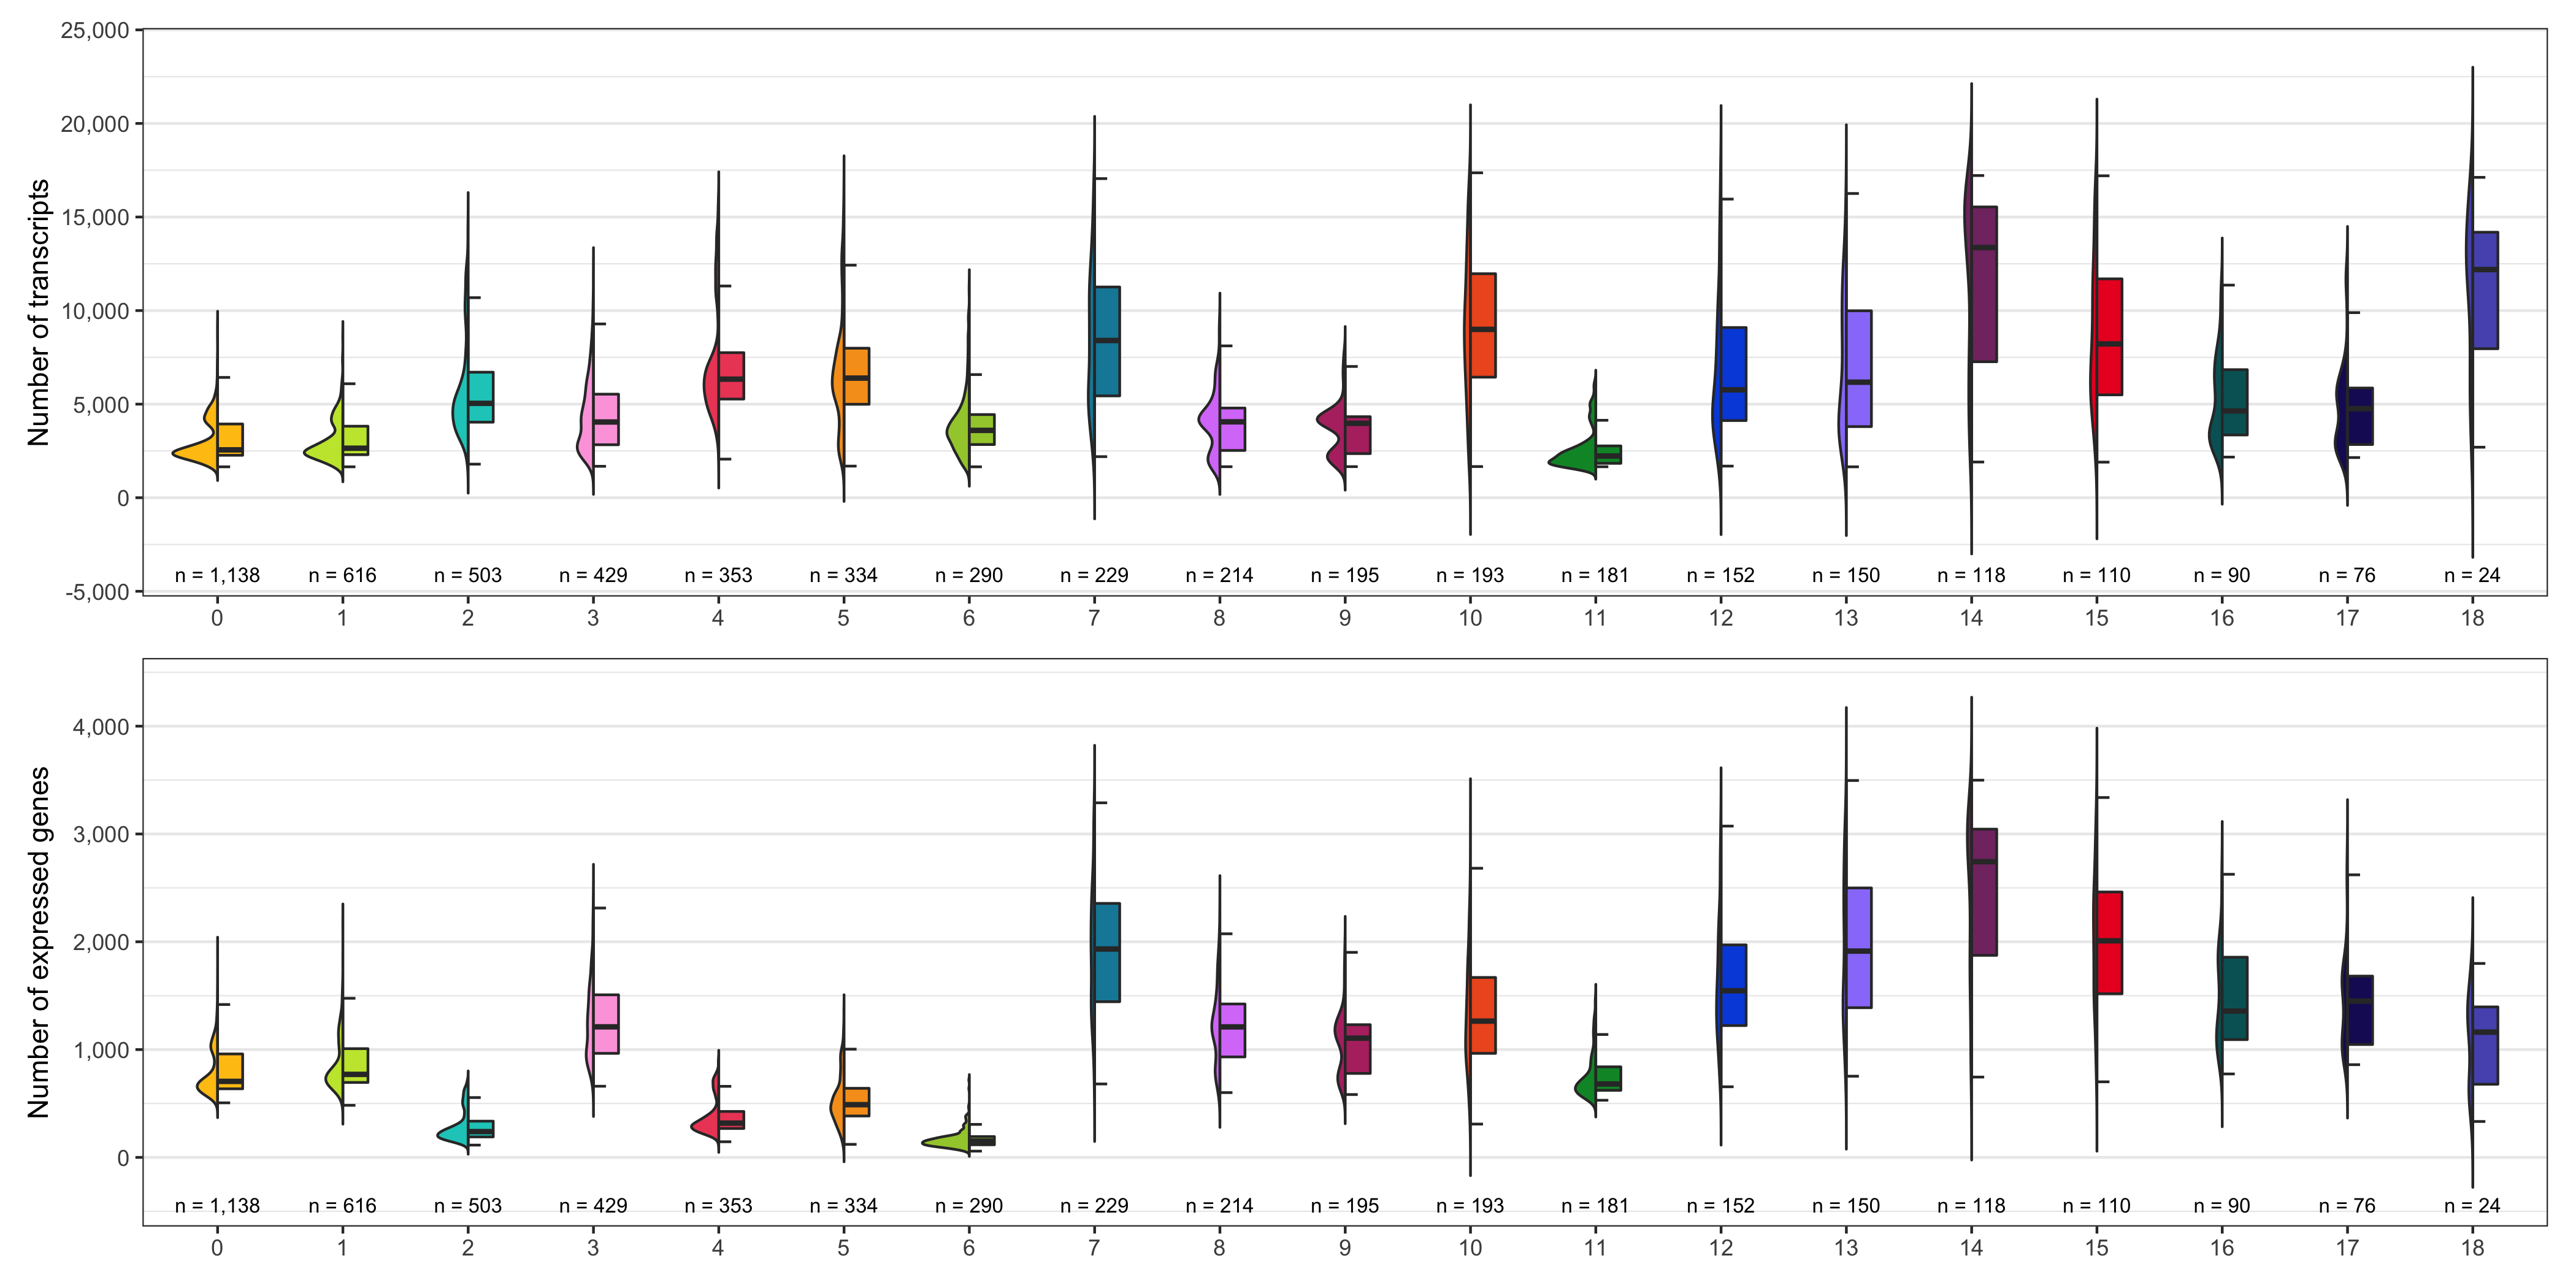 Number of transcripts
25,000
20,000
15,000
10,000
5,000
0
-5,000
n = 1,138 n = 616 n = 503 n = 429 n = 353 n = 334 n = 290 n = 229 n = 214 n = 195 n = 193 n = 181 n = 152 n = 150 n = 118 n = 110 n = 90 n = 76 n = 24
0 1 2 3 4 5 6 7 8 9 10 11 12 13 14 15 16 17 18
Number of expressed genes
4,000
3,000
2,000
1,000
0
n = 1,138 n = 616 n = 503 n = 429 n = 353 n = 334 n = 290 n = 229 n = 214 n = 195 n = 193 n = 181 n = 152 n = 150 n = 118 n = 110 n = 90 n = 76 n = 24
0 1 2 3 4 5 6 7 8 9 10 11 12 13 14 15 16 17 18